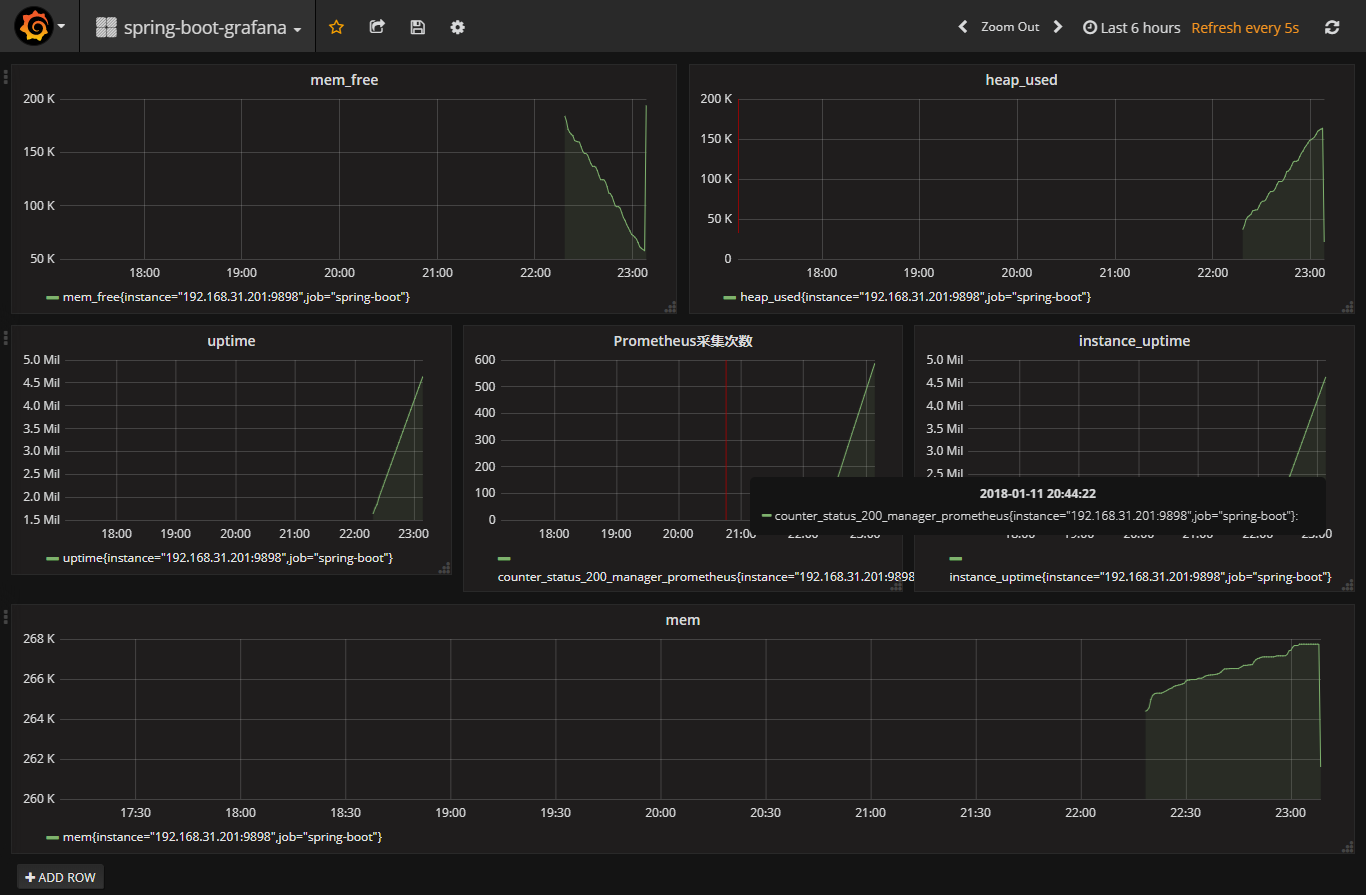 spring-boot-grafana
Zoom Out
Last 6 hours Refresh every 5s
mem_free
200 K
150 K
100 K
50 K
18:00 19:00 20:00 21:00 22:00 23:00
mem_free{instance="192.168.31.201:9898",job="spring-boot"}
heap_used
200 K
150 K
100 K
50 K
0
18:00 19:00 20:00 21:00 22:00 23:00
heap_used{instance="192.168.31.201:9898",job="spring-boot"}
uptime
5.0 Mil
4.5 Mil
4.0 Mil
3.5 Mil
3.0 Mil
2.5 Mil
2.0 Mil
1.5 Mil
18:00 19:00 20:00 21:00 22:00 23:00
uptime{instance="192.168.31.201:9898",job="spring-boot"}
Prometheus采集次数
600
500
400
300
200
100
0
18:00 19:00 20:00 21:00 22:00 23:00
counter_status_200_manager_prometheus{instance="192.168.31.201:9898
instance_uptime
5.0 Mil
4.5 Mil
4.0 Mil
3.5 Mil
3.0 Mil
2.5 Mil
2018-01-11 20:44:22
counter_status_200_manager_prometheus{instance="192.168.31.201:9898",job="spring-boot"}:
18:00 19:00 20:00 21:00 22:00 23:00
instance_uptime{instance="192.168.31.201:9898",job="spring-boot"}
mem
268 K
266 K
264 K
262 K
260 K
17:30 18:00 18:30 19:00 19:30 20:00 20:30 21:00 21:30 22:00 22:30 23:00
mem{instance="192.168.31.201:9898",job="spring-boot"}
ADD ROW